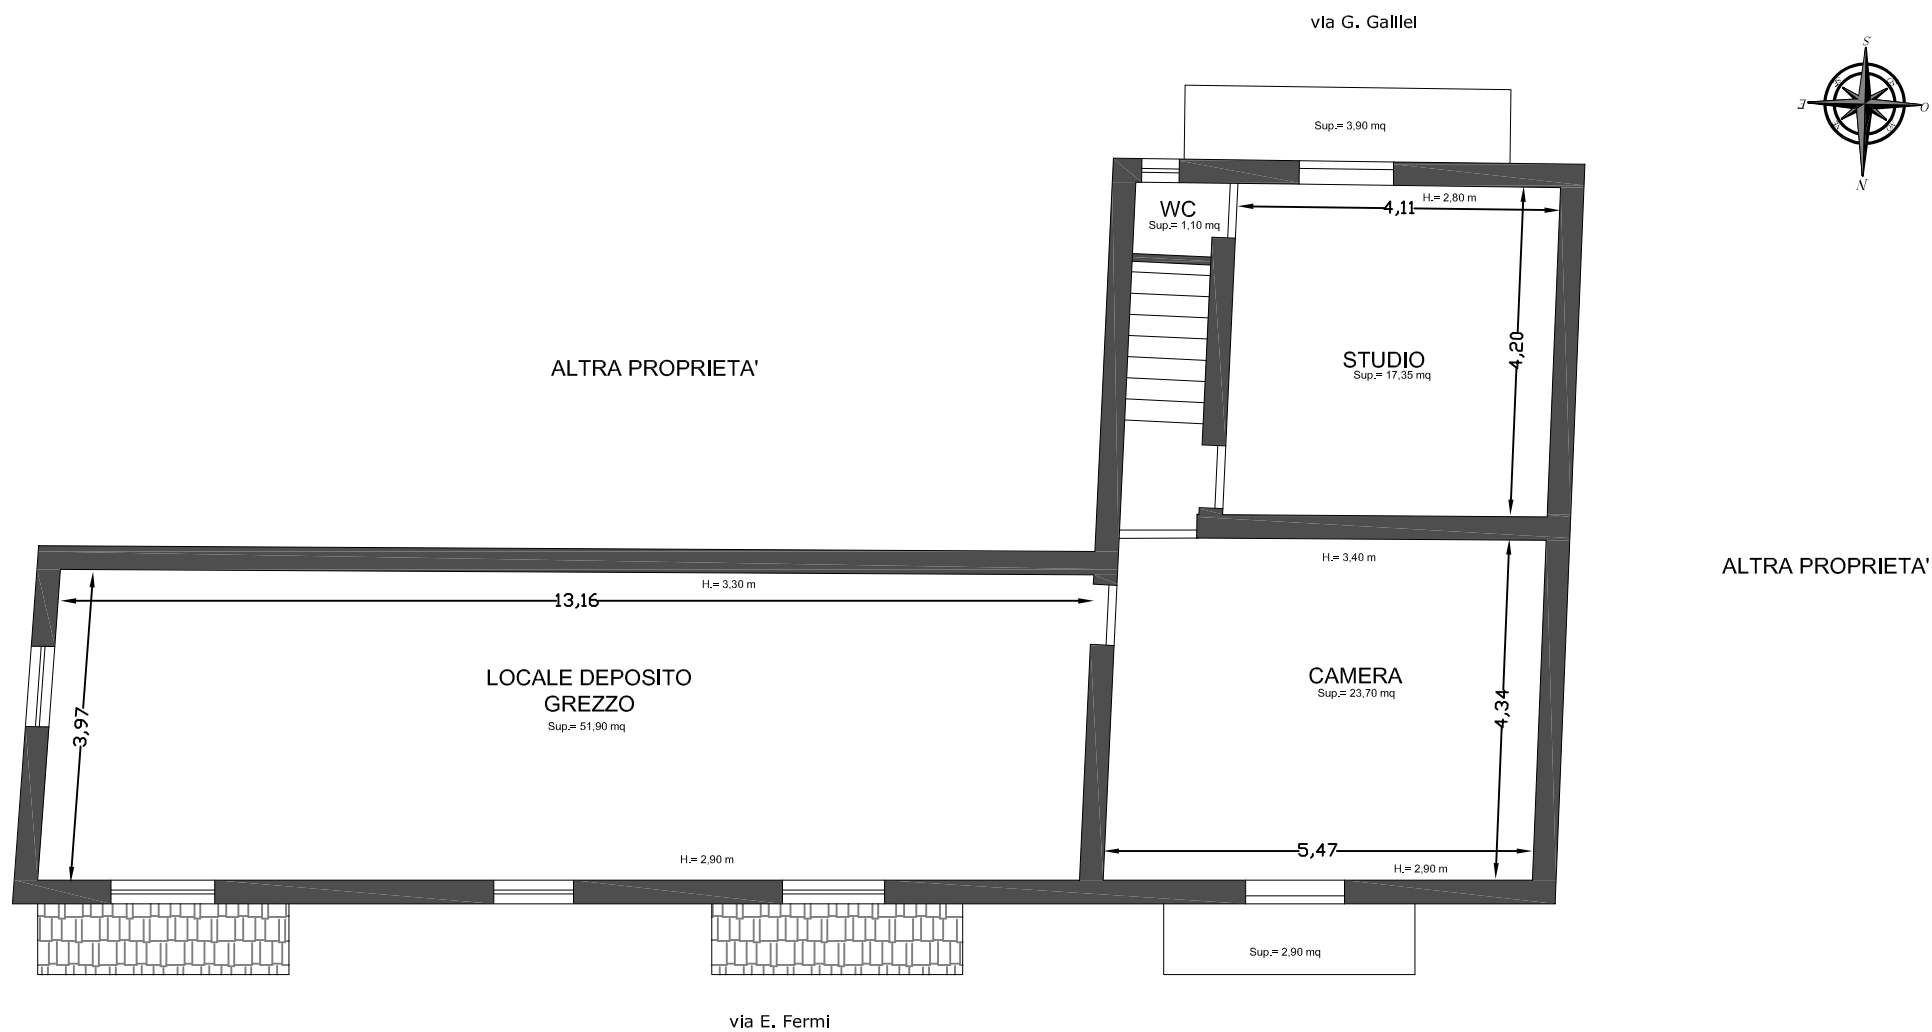 via G. Galilei
S
E
O
N
Sup.= 3,90 mq
H.= 2,80 m
WC
Sup.= 1,10 mq
4,11
4,20
STUDIO
Sup.= 17,35 mq
ALTRA PROPRIETA'
H.= 3,40 m
ALTRA PROPRIETA'
H.= 3,30 m
13,16
LOCALE DEPOSITO
GREZZO
Sup.= 51,90 mq
3,97
CAMERA
Sup.= 23,70 mq
4,34
5,47
H.= 2,90 m
H.= 2,90 m
Sup.= 2,90 mq
via E. Fermi